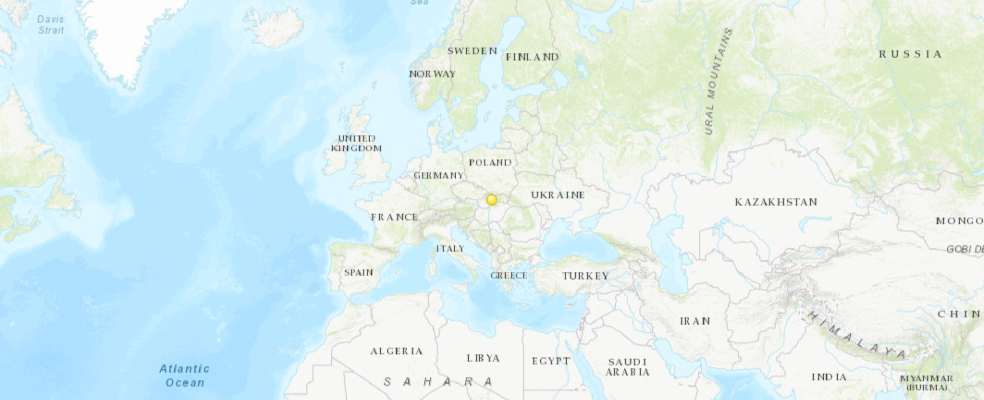 Sea
Davis
Strait
SWEDEN
FINLAND
RUSSIA
NORWAY
URAL MOUNTAINS
UNITED
KINGDOM
POLAND
GERMANY
UKRAINE
KAZAKHSTAN
FRANCE
MONGO
ITALY
GOBI DE
SPAIN
GREECE
TURKEY
IRAN
CHIN
HIMALAYA
ALGERIA
LIBYA
EGYPT
SAUDI
ARABIA
Atlantic
Ocean
SAHARA
INDIA
MYANMAR
(BURMA)